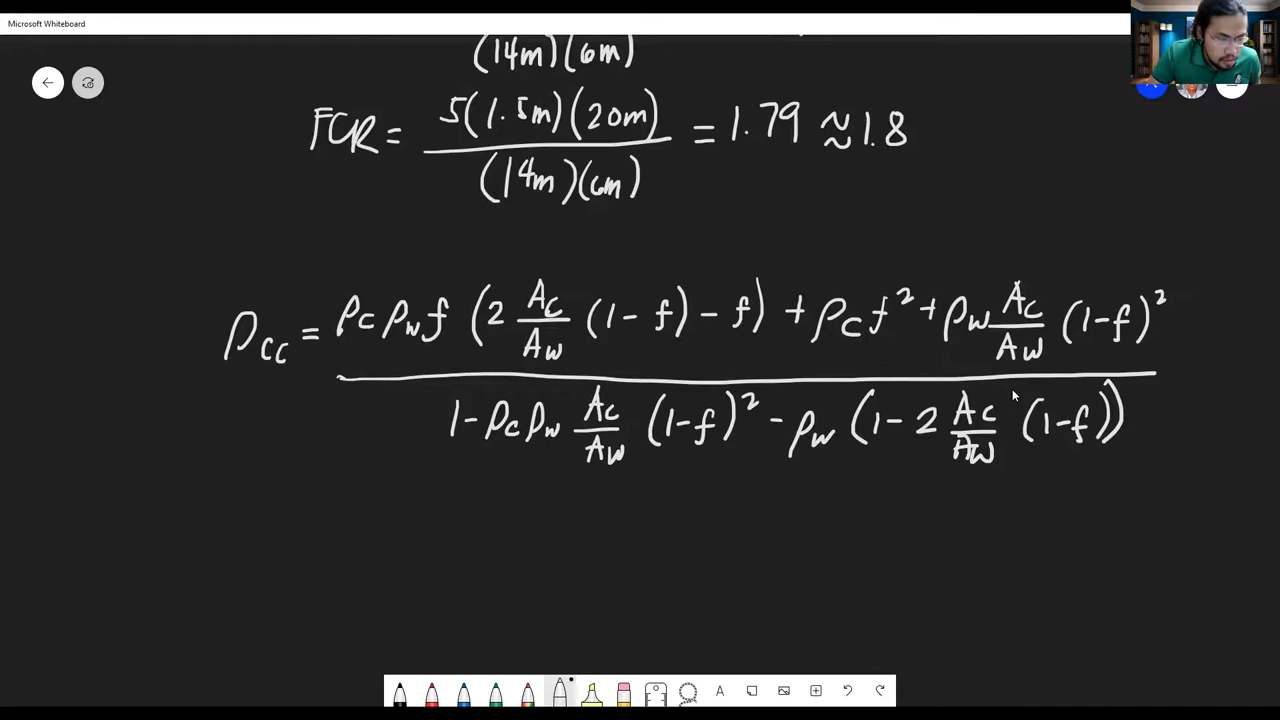 Microsoft Whiteboard
(14m)(6m)
FCR = 5(1.5m)(20m) / (14m)(6m) = 1.79 ≈ 1.8
ρCC = ρC ρW f (2 AC/AW (1-f) - f) + ρC f² + ρW AC/AW (1-f)²
1 - ρC ρW AC/AW (1-f)² - ρW (1 - 2 AC/AW (1-f))
A